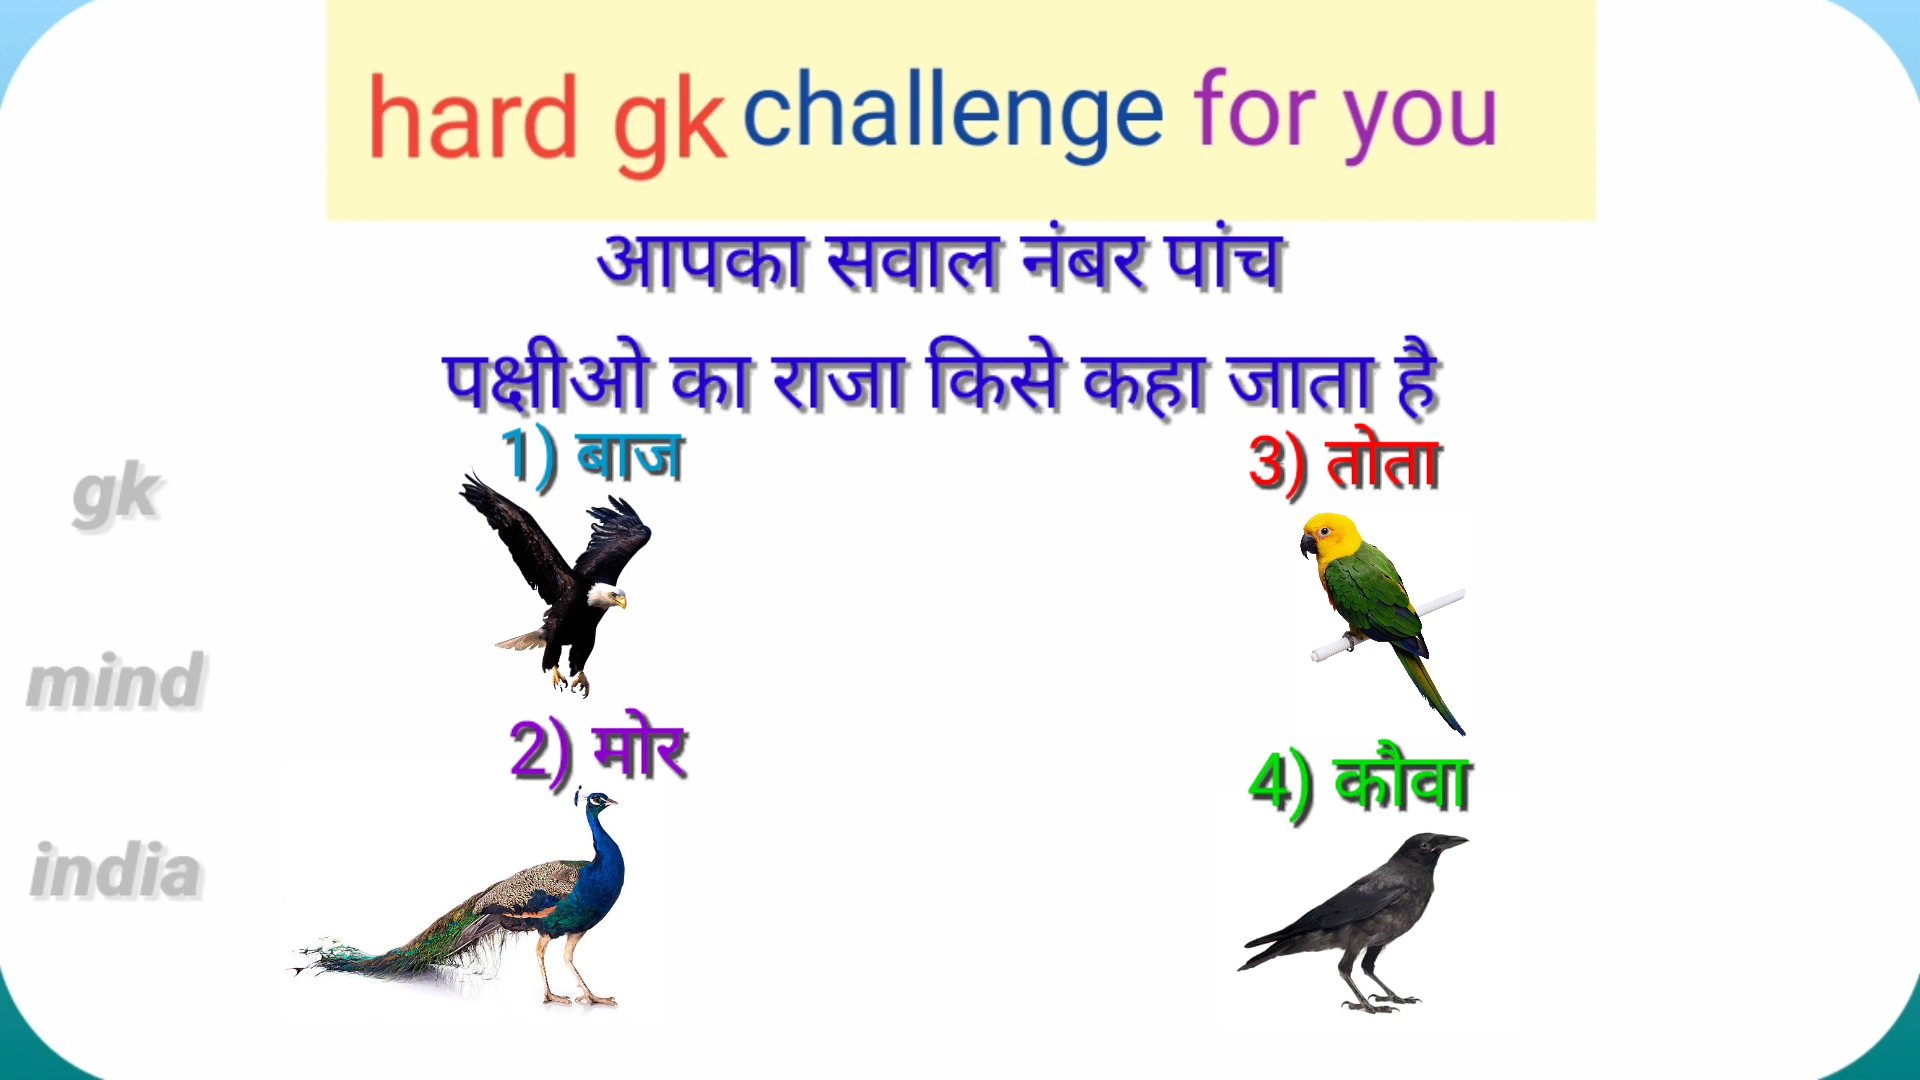 hard gk challenge for you
आपका सवाल नंबर पांच
पक्षीओ का राजा किसे कहा जाता है
1) बाज
3) तोता
2) मोर
4) कौवा
gk
mind
india